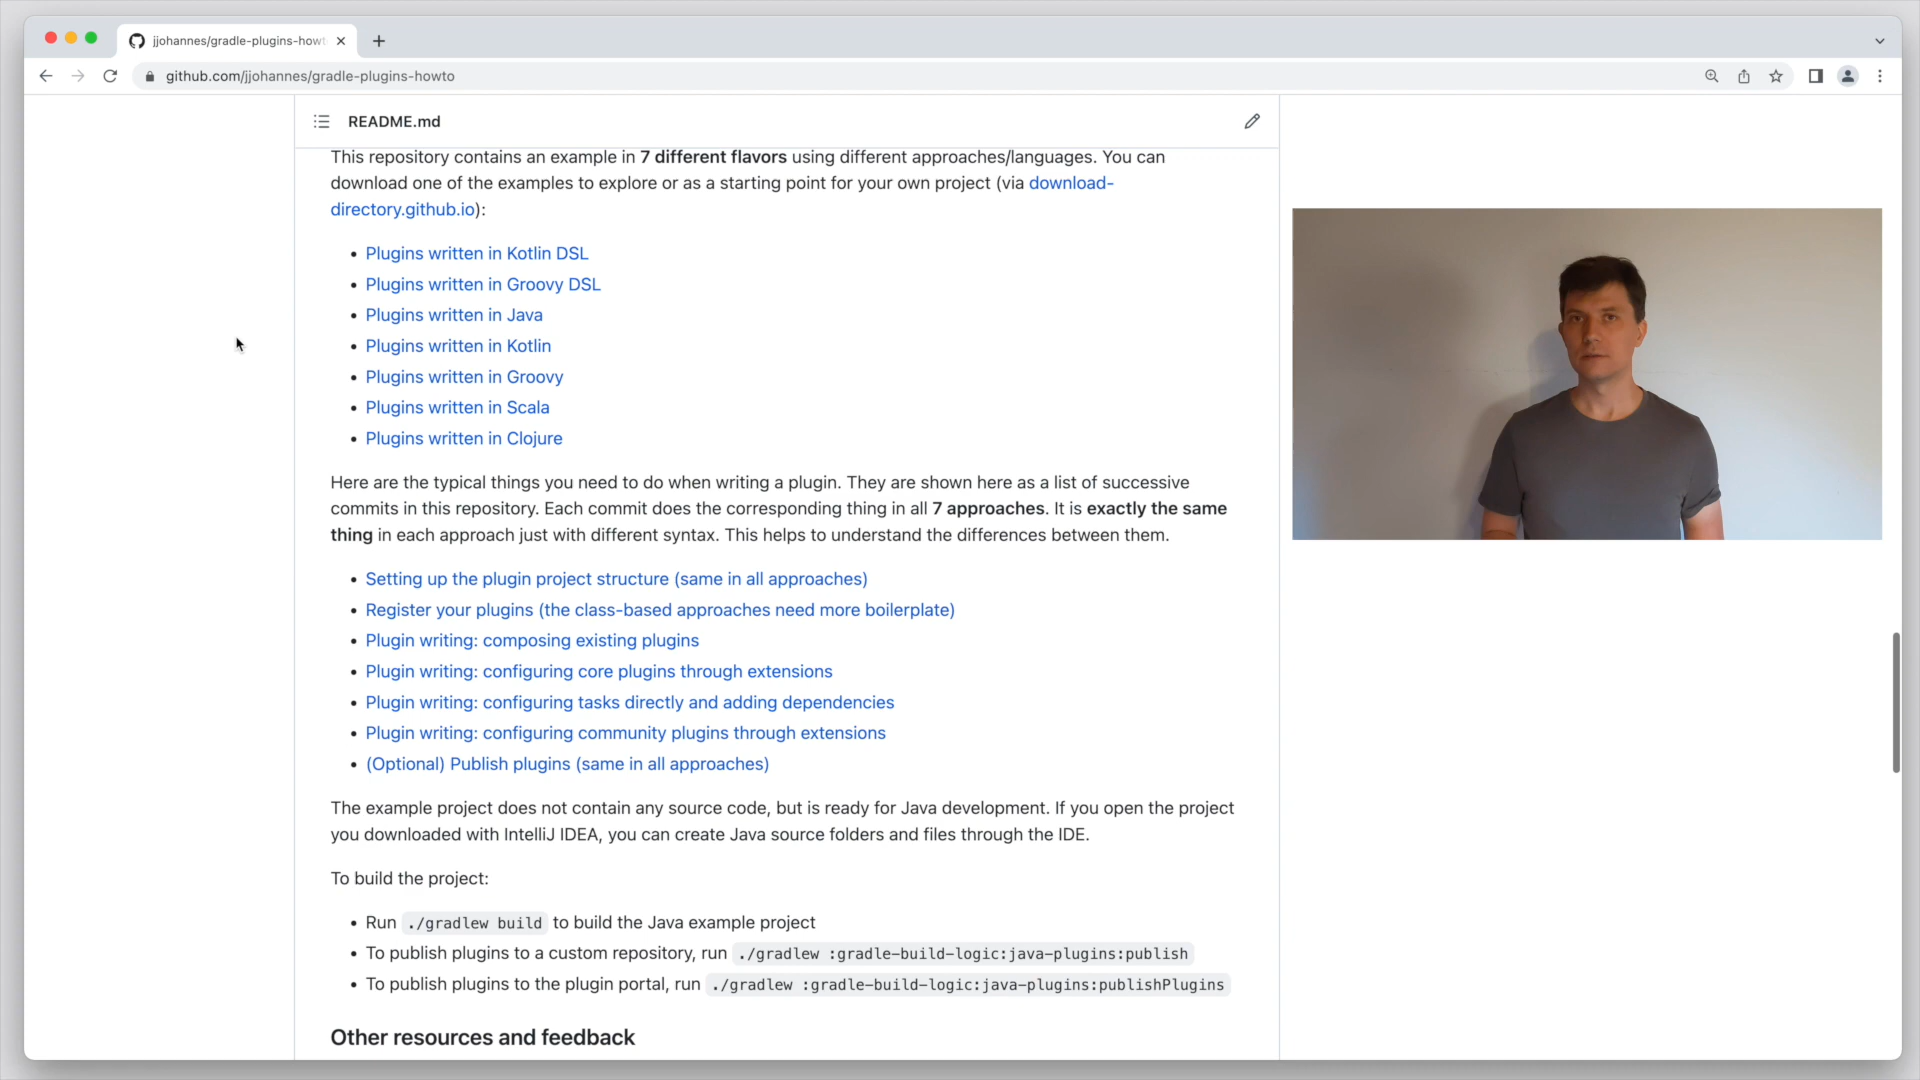 jjohannes/gradle-plugins-howt
github.com/jjohannes/gradle-plugins-howto
README.md
This repository contains an example in 7 different flavors using different approaches/languages. You can
download one of the examples to explore or as a starting point for your own project (via download-
directory.github.io):
• Plugins written in Kotlin DSL
• Plugins written in Groovy DSL
• Plugins written in Java
• Plugins written in Kotlin
• Plugins written in Groovy
• Plugins written in Scala
• Plugins written in Clojure
Here are the typical things you need to do when writing a plugin. They are shown here as a list of successive
commits in this repository. Each commit does the corresponding thing in all 7 approaches. It is exactly the same
thing in each approach just with different syntax. This helps to understand the differences between them.
• Setting up the plugin project structure (same in all approaches)
• Register your plugins (the class-based approaches need more boilerplate)
• Plugin writing: composing existing plugins
• Plugin writing: configuring core plugins through extensions
• Plugin writing: configuring tasks directly and adding dependencies
• Plugin writing: configuring community plugins through extensions
• (Optional) Publish plugins (same in all approaches)
The example project does not contain any source code, but is ready for Java development. If you open the project
you downloaded with IntelliJ IDEA, you can create Java source folders and files through the IDE.
To build the project:
• Run ./gradlew build to build the Java example project
• To publish plugins to a custom repository, run ./gradlew :gradle-build-logic:java-plugins:publish
• To publish plugins to the plugin portal, run ./gradlew :gradle-build-logic:java-plugins:publishPlugins
Other resources and feedback